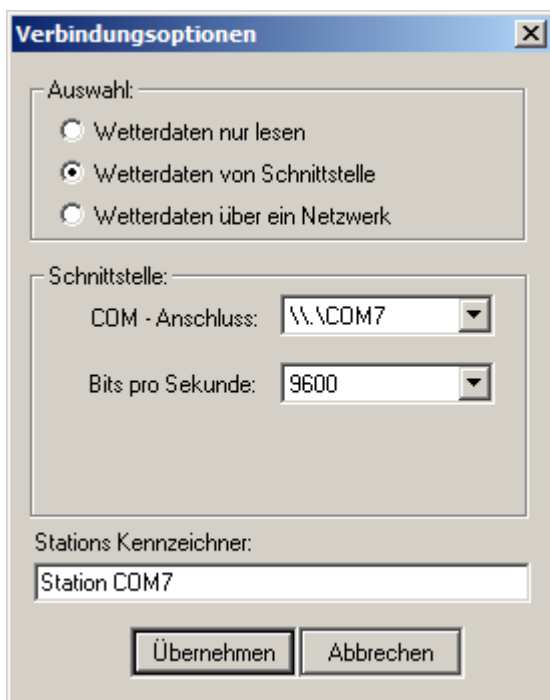 Verbindungsoptionen
Auswahl:
Wetterdaten nur lesen
Wetterdaten von Schnittstelle
Wetterdaten über ein Netzwerk
Schnittstelle:
COM - Anschluss: \\.\COM7
Bits pro Sekunde: 9600
Stations Kennzeichner:
Station COM7
Übernehmen Abbrechen